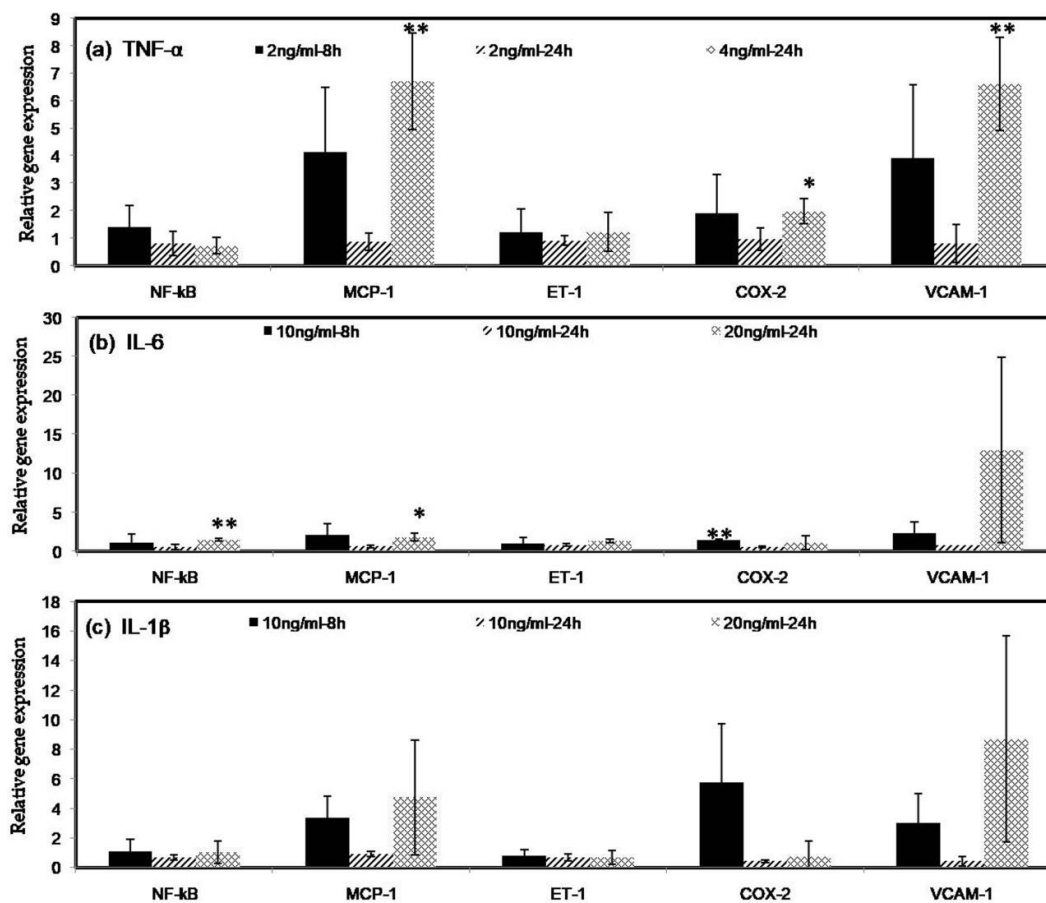 9
8
7
6
5
4
3
2
1
0
Relative gene expression
(a) TNF-α
2ng/ml-8h 2ng/ml-24h 4ng/ml-24h
**
*
**
NF-kB MCP-1 ET-1 COX-2 VCAM-1
30
25
20
15
10
5
0
Relative gene expression
(b) IL-6
10ng/ml-8h 10ng/ml-24h 20ng/ml-24h
**
*
**
NF-kB MCP-1 ET-1 COX-2 VCAM-1
18
16
14
12
10
8
6
4
2
0
Relative gene expression
(c) IL-1β
10ng/ml-8h 10ng/ml-24h 20ng/ml-24h
NF-kB MCP-1 ET-1 COX-2 VCAM-1